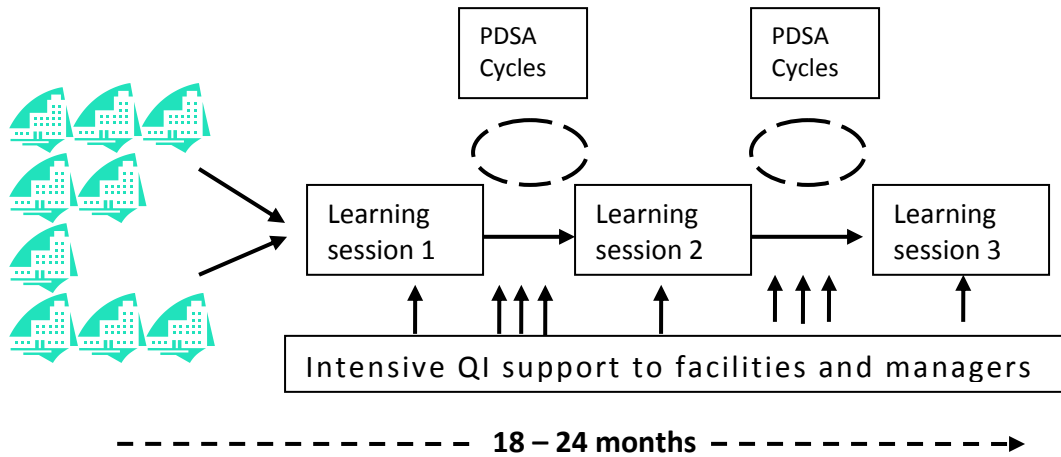 PDSA
Cycles
PDSA
Cycles
Learning
session 1
Learning
session 2
Learning
session 3
Intensive QI support to facilities and managers
18 – 24 months